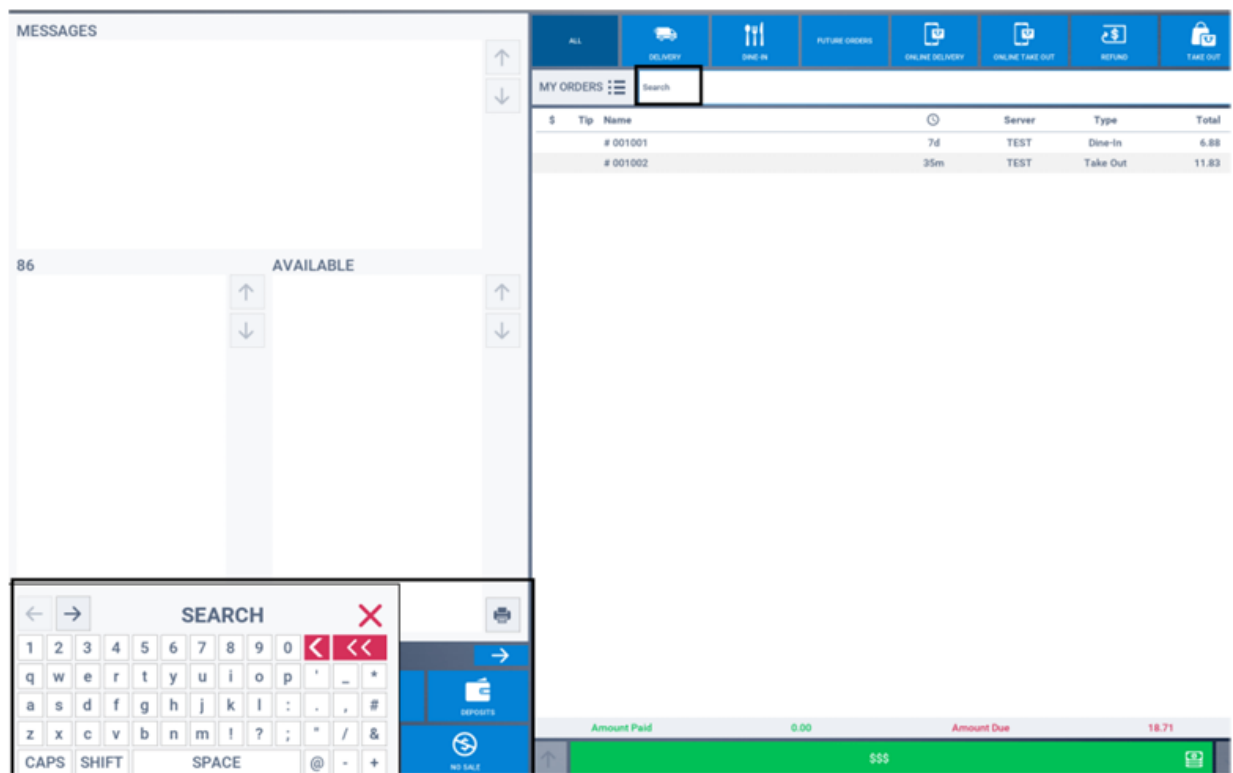 MESSAGES
86
AVAILABLE
ALL
DELIVERY
DINE-IN
FUTURE ORDERS
ONLINE DELIVERY
ONLINE TAKE OUT
REFUND
TAKE OUT
MY ORDERS
Search
$ Tip Name Server Type Total
# 001001 7d TEST Dine-In 6.88
# 001002 35m TEST Take Out 11.83
SEARCH
1 2 3 4 5 6 7 8 9 0
q w e r t y u i o p ' _ *
a s d f g h j k l : . , #
z x c v b n m ! ? ; " / &
CAPS SHIFT SPACE @ - +
DEPOSITS
NO SALE
Amount Paid 0.00 Amount Due 18.71
$$$